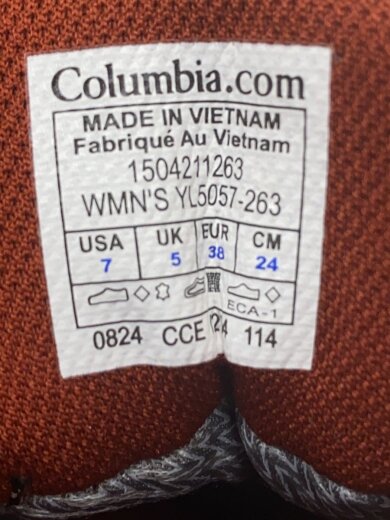 Columbia.com
MADE IN VIETNAM
Fabriqué Au Vietnam
1504211263
WMN'S YL5057-263
USA UK EUR CM
7 5 38 24
ECA-1
0824 CCE 114